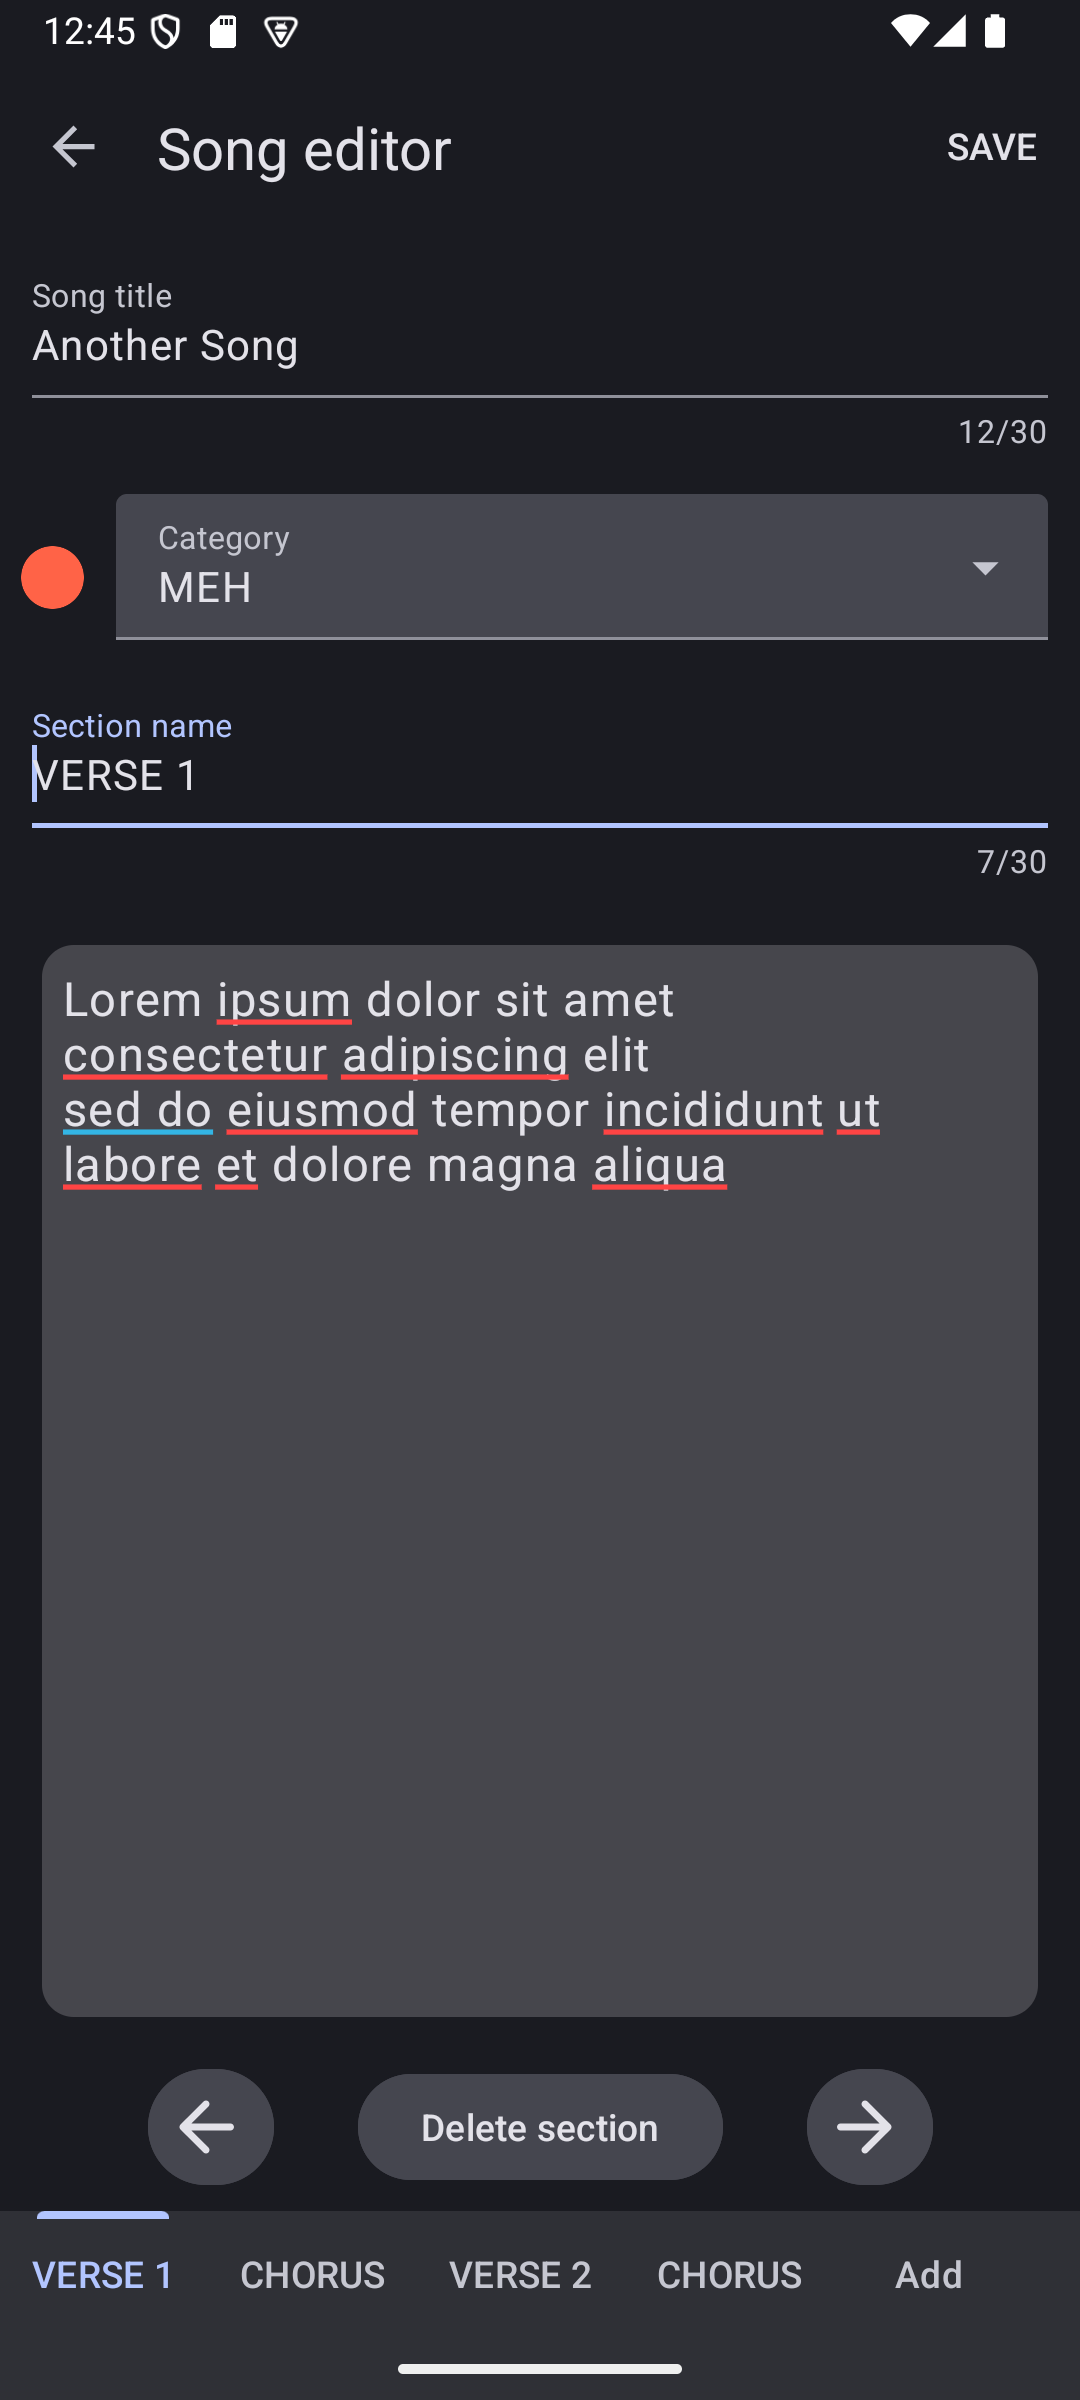 12:45
Song editor
SAVE
Song title
Another Song
12/30
Category
MEH
Section name
VERSE 1
7/30
Lorem ipsum dolor sit amet
consectetur adipiscing elit
sed do eiusmod tempor incididunt ut
labore et dolore magna aliqua
Delete section
VERSE 1
CHORUS
VERSE 2
CHORUS
Add